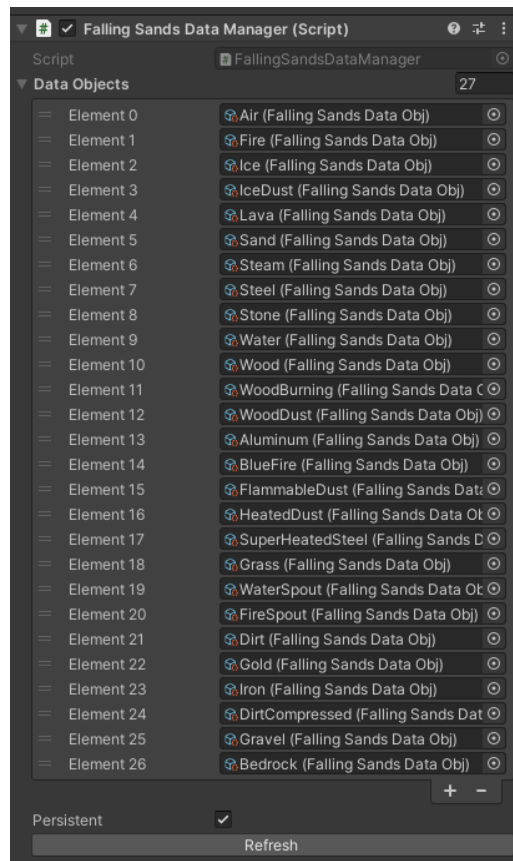 # Falling Sands Data Manager (Script)
Script FallingSandsDataManager
Data Objects 27
Element 0 Air (Falling Sands Data Obj)
Element 1 Fire (Falling Sands Data Obj)
Element 2 Ice (Falling Sands Data Obj)
Element 3 IceDust (Falling Sands Data Obj)
Element 4 Lava (Falling Sands Data Obj)
Element 5 Sand (Falling Sands Data Obj)
Element 6 Steam (Falling Sands Data Obj)
Element 7 Steel (Falling Sands Data Obj)
Element 8 Stone (Falling Sands Data Obj)
Element 9 Water (Falling Sands Data Obj)
Element 10 Wood (Falling Sands Data Obj)
Element 11 WoodBurning (Falling Sands Data O
Element 12 WoodDust (Falling Sands Data Obj)
Element 13 Aluminum (Falling Sands Data Obj)
Element 14 BlueFire (Falling Sands Data Obj)
Element 15 FlammableDust (Falling Sands Data
Element 16 HeatedDust (Falling Sands Data Ob
Element 17 SuperHeatedSteel (Falling Sands D
Element 18 Grass (Falling Sands Data Obj)
Element 19 WaterSpout (Falling Sands Data Ob
Element 20 FireSpout (Falling Sands Data Obj)
Element 21 Dirt (Falling Sands Data Obj)
Element 22 Gold (Falling Sands Data Obj)
Element 23 Iron (Falling Sands Data Obj)
Element 24 DirtCompressed (Falling Sands Dat
Element 25 Gravel (Falling Sands Data Obj)
Element 26 Bedrock (Falling Sands Data Obj)
+ -
Persistent
Refresh